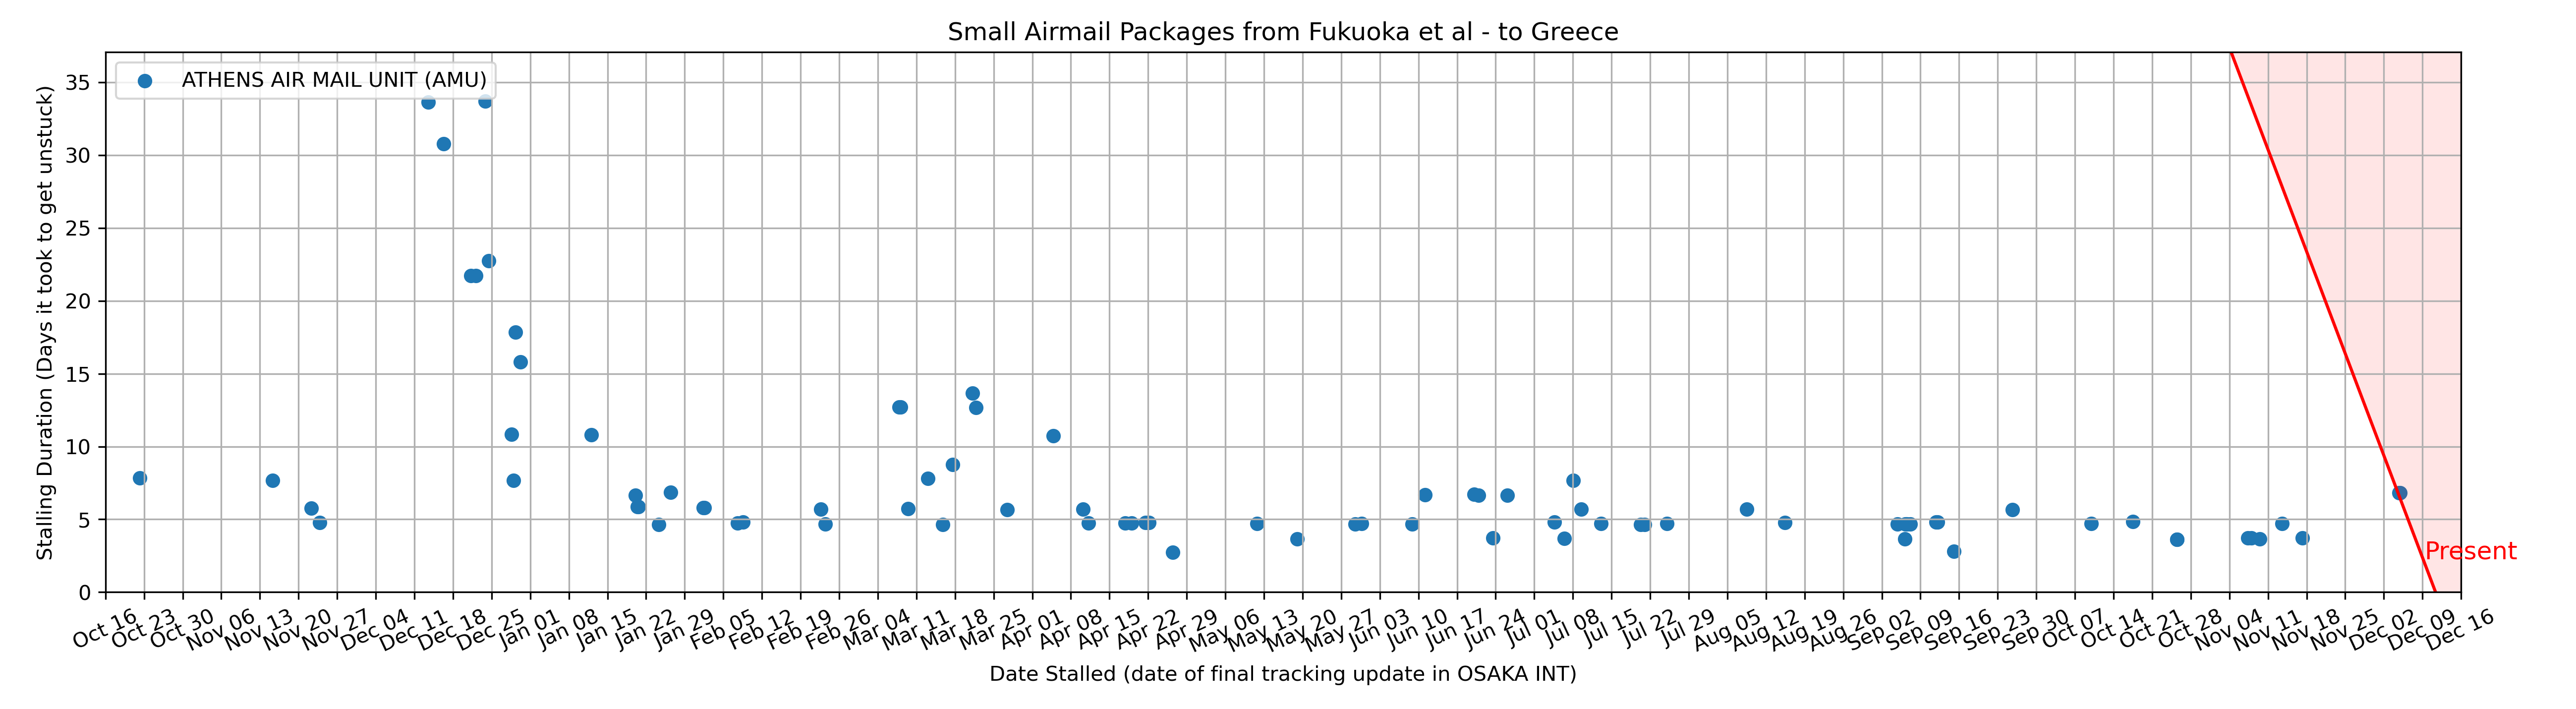 Small Airmail Packages from Fukuoka et al - to Greece
ATHENS AIR MAIL UNIT (AMU)
Stalling Duration (Days it took to get unstuck)
35
30
25
20
15
10
5
0
Present
Oct 16
Oct 23
Oct 30
Nov 06
Nov 13
Nov 20
Nov 27
Dec 04
Dec 11
Dec 18
Dec 25
Jan 01
Jan 08
Jan 15
Jan 22
Jan 29
Feb 05
Feb 12
Feb 19
Feb 26
Mar 04
Mar 11
Mar 18
Mar 25
Apr 01
Apr 08
Apr 15
Apr 22
Apr 29
May 06
May 13
May 20
May 27
Jun 03
Jun 10
Jun 17
Jun 24
Jul 01
Jul 08
Jul 15
Jul 22
Jul 29
Aug 05
Aug 12
Aug 19
Aug 26
Sep 02
Sep 09
Sep 16
Sep 23
Sep 30
Oct 07
Oct 14
Oct 21
Oct 28
Nov 04
Nov 11
Nov 18
Nov 25
Dec 02
Dec 09
Dec 16
Date Stalled (date of final tracking update in OSAKA INT)